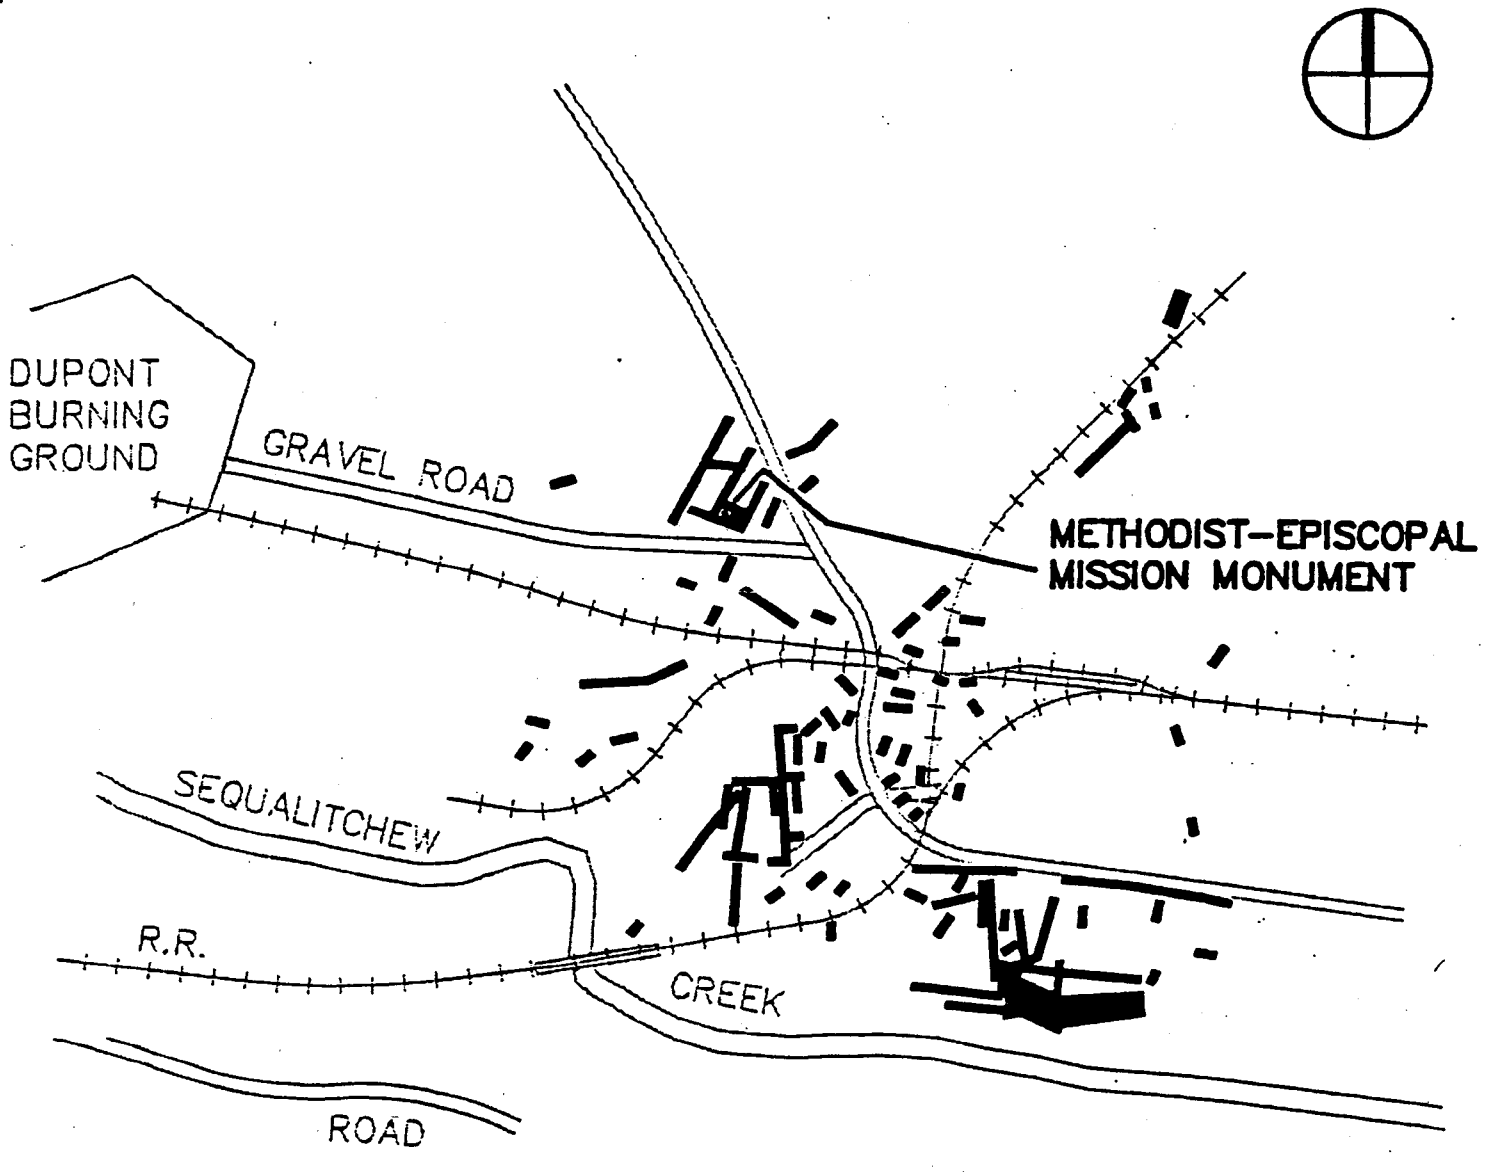 DUPONT
BURNING
GROUND
GRAVEL ROAD
METHODIST-EPISCOPAL
MISSION MONUMENT
SEQUALITCHEW
R.R.
CREEK
ROAD